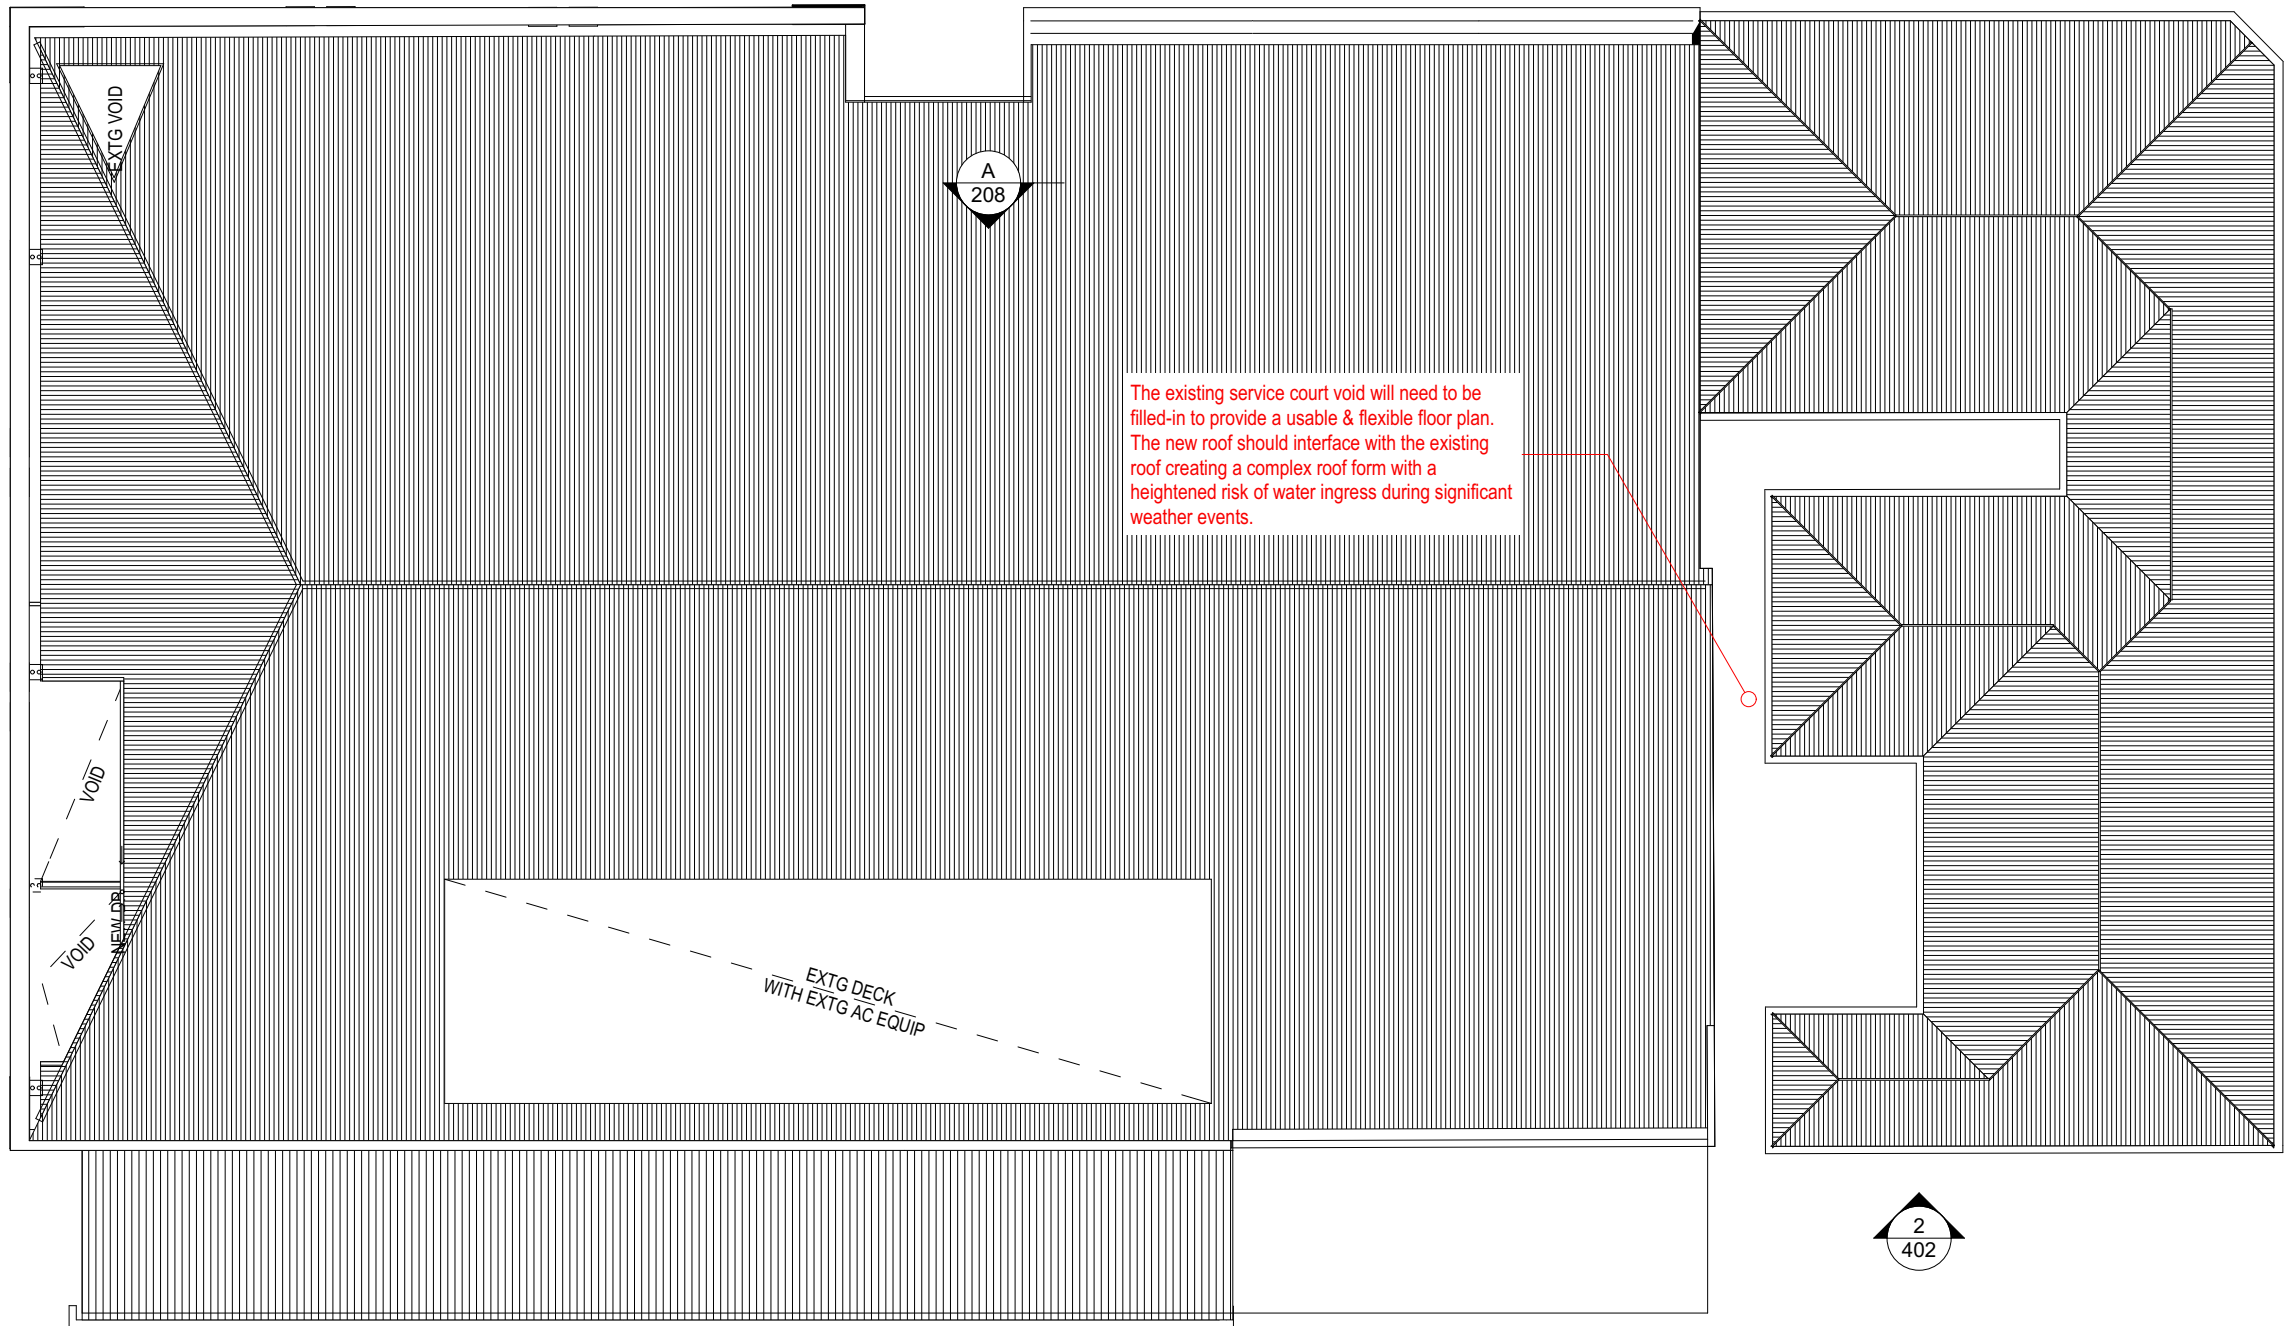 EXTG VOID
A
208
The existing service court void will need to be
filled-in to provide a usable & flexible floor plan.
The new roof should interface with the existing
roof creating a complex roof form with a
heightened risk of water ingress during significant
weather events.
VOID
NEW DP
VOID
EXTG DECK
WITH EXTG AC EQUIP
2
402